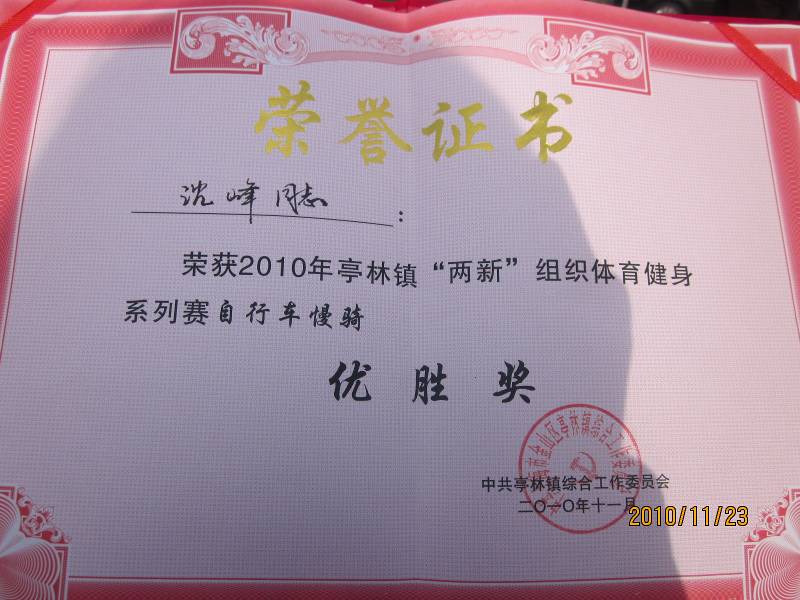 荣誉证书
沈峰同志:
荣获2010年亭林镇“两新”组织体育健身
系列赛自行车慢骑
优胜奖
中共亭林镇综合工作委员会
二〇一〇年十一月
2010/11/23